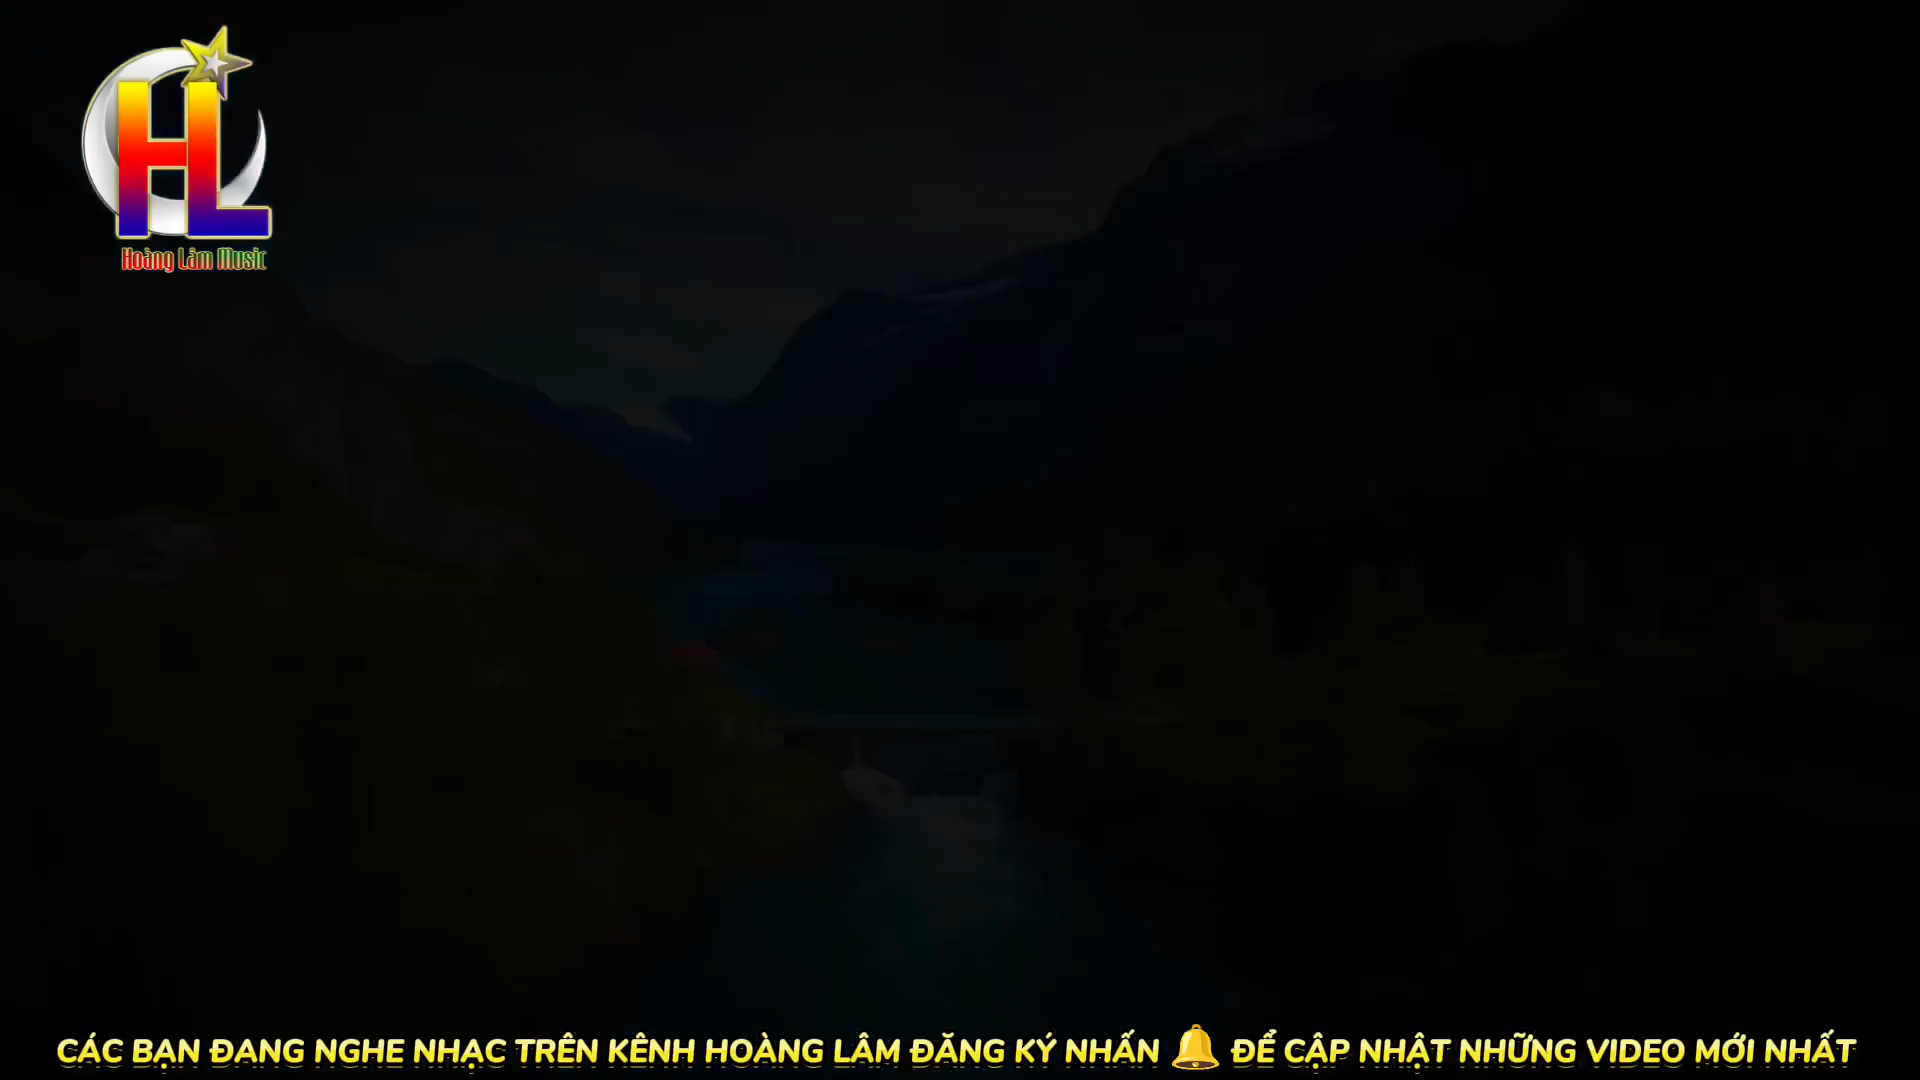 HL
Hoàng Lâm Music
CÁC BẠN ĐANG NGHE NHẠC TRÊN KÊNH HOÀNG LÂM ĐĂNG KÝ NHẤN 🔔 ĐỂ CẬP NHẬT NHỮNG VIDEO MỚI NHẤT